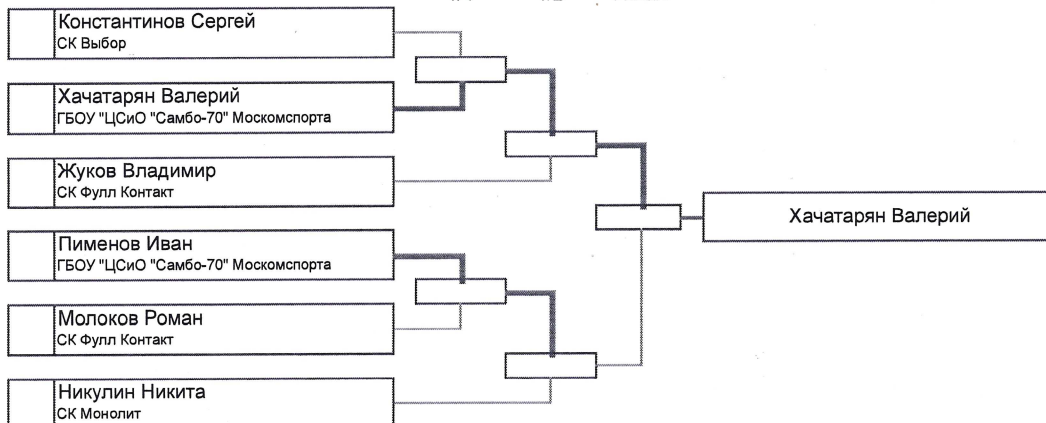 Константинов Сергей
СК Выбор
Хачатарян Валерий
ГБОУ "ЦСиО "Самбо-70" Москомспорта
Жуков Владимир
СК Фулл Контакт
Хачатарян Валерий
Пименов Иван
ГБОУ "ЦСиО "Самбо-70" Москомспорта
Молоков Роман
СК Фулл Контакт
Никулин Никита
СК Монолит